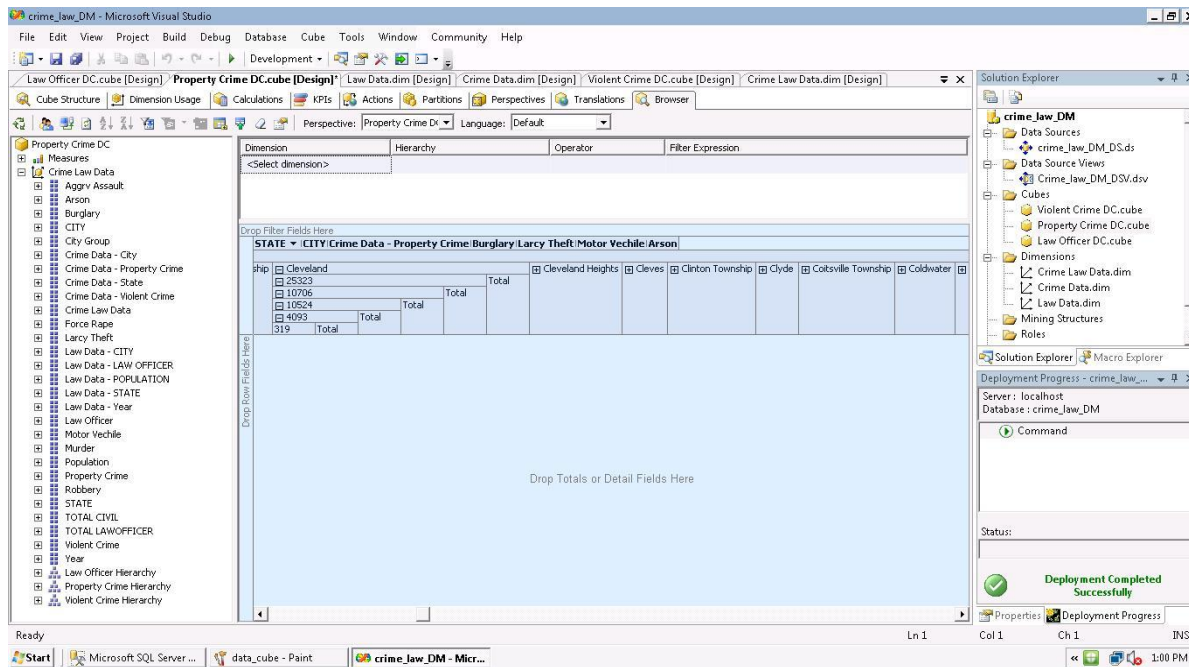 crime_law_DM - Microsoft Visual Studio
File Edit View Project Build Debug Database Cube Tools Window Community Help
Development
Law Officer DC.cube [Design] Property Crime DC.cube [Design]* Law Data.dim [Design] Crime Data.dim [Design] Violent Crime DC.cube [Design] Crime Law Data.dim [Design]
Cube Structure Dimension Usage Calculations KPIs Actions Partitions Perspectives Translations Browser
Perspective: Property Crime D Language: Default
Property Crime DC
Measures
Crime Law Data
Aggrv Assault
Arson
Burglary
CITY
City Group
Crime Data - City
Crime Data - Property Crime
Crime Data - State
Crime Data - Violent Crime
Crime Law Data
Force Rape
Larcy Theft
Law Data - CITY
Law Data - LAW OFFICER
Law Data - POPULATION
Law Data - STATE
Law Data - Year
Law Officer
Motor Vechile
Murder
Population
Property Crime
Robbery
STATE
TOTAL CIVIL
TOTAL LAWOFFICER
Violent Crime
Year
Law Officer Hierarchy
Property Crime Hierarchy
Violent Crime Hierarchy
Dimension Hierarchy Operator Filter Expression
<Select dimension>
Drop Filter Fields Here
STATE CITY Crime Data - Property Crime Burglary Larcy Theft Motor Vechile Arson
ship Cleveland Cleveland Heights Cleves Clinton Township Clyde Coitsville Township Coldwater
25323 Total
10706 Total
10524 Total
4093 Total
319 Total
Drop Row Fields Here
Drop Totals or Detail Fields Here
Solution Explorer
crime_law_DM
Data Sources
crime_law_DM_DS.ds
Data Source Views
Crime_law_DM_DSV.dsv
Cubes
Violent Crime DC.cube
Property Crime DC.cube
Law Officer DC.cube
Dimensions
Crime Law Data.dim
Crime Data.dim
Law Data.dim
Mining Structures
Roles
Solution Explorer Macro Explorer
Deployment Progress - crime_law_...
Server : localhost
Database : crime_law_DM
Command
Status:
Deployment Completed
Successfully
Properties Deployment Progress
Ready Ln 1 Col 1 Ch 1 INS
Start Microsoft SQL Server ... data_cube - Paint crime_law_DM - Micr... 1:00 PM